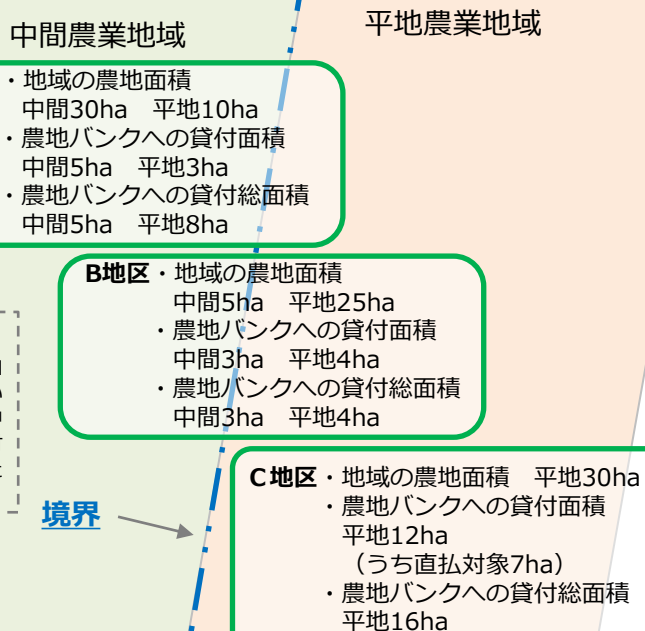 中間農業地域
平地農業地域
・地域の農地面積
中間30ha 平地10ha
・農地バンクへの貸付面積
中間5ha 平地3ha
・農地バンクへの貸付総面積
中間5ha 平地8ha
B地区・地域の農地面積
中間5ha 平地25ha
・農地バンクへの貸付面積
中間3ha 平地4ha
・農地バンクへの貸付総面積
中間3ha 平地4ha
C地区・地域の農地面積 平地30ha
・農地バンクへの貸付面積
平地12ha
（うち直払対象7ha）
・農地バンクへの貸付総面積
平地16ha
境界